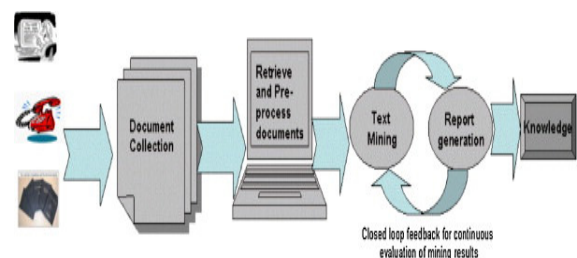 Document
Collection
Retrieve
and Pre-
process
documents
Text
Mining
Report
generation
Knowledge
Closed loop feedback for continuous
evaluation of mining results